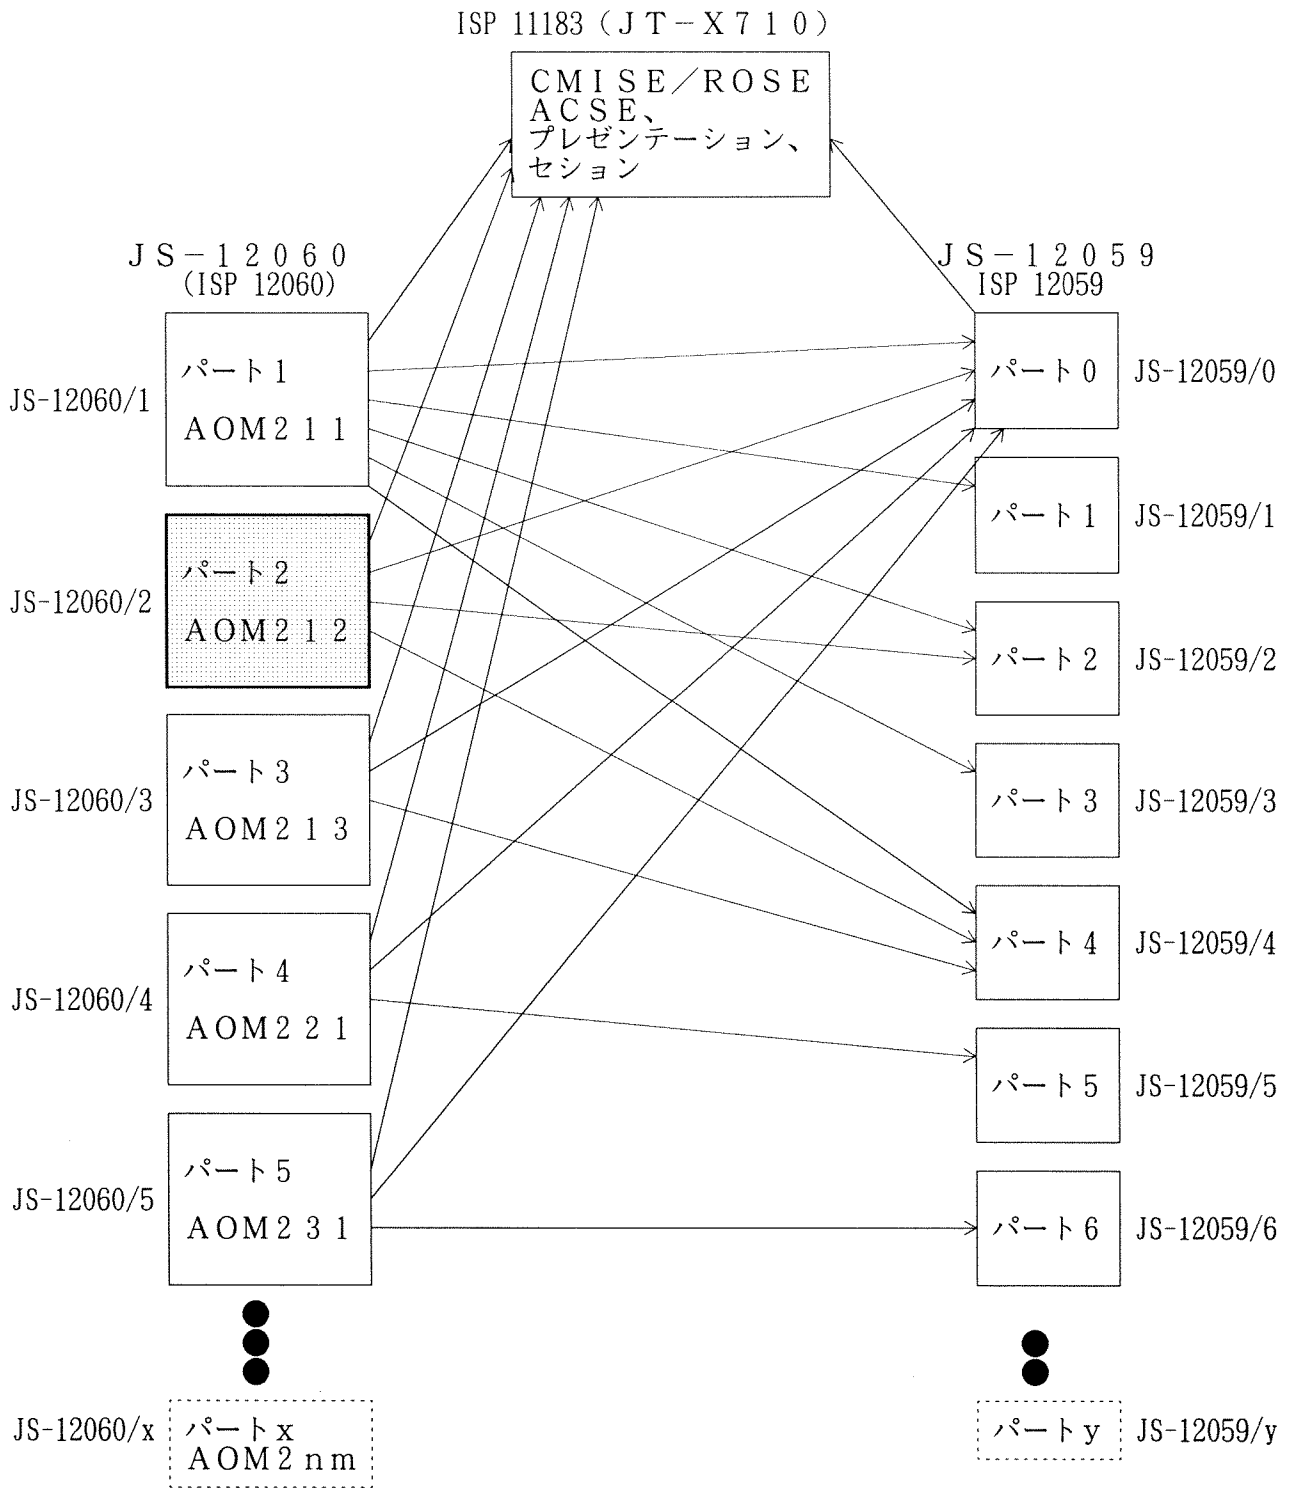 ISP 11183(JT-X710)
CMISE/ROSE
ACSE、
プレゼンテーション、
セション
JS-12060
(ISP 12060)
JS-12059
ISP 12059
パート1
AOM211
JS-12060/1
パート2
AOM212
JS-12060/2
パート3
AOM213
JS-12060/3
パート4
AOM221
JS-12060/4
パート5
AOM231
JS-12060/5
JS-12060/x
パートx
AOM2nm
パート0
JS-12059/0
パート1
JS-12059/1
パート2
JS-12059/2
パート3
JS-12059/3
パート4
JS-12059/4
パート5
JS-12059/5
パート6
JS-12059/6
パートy
JS-12059/y